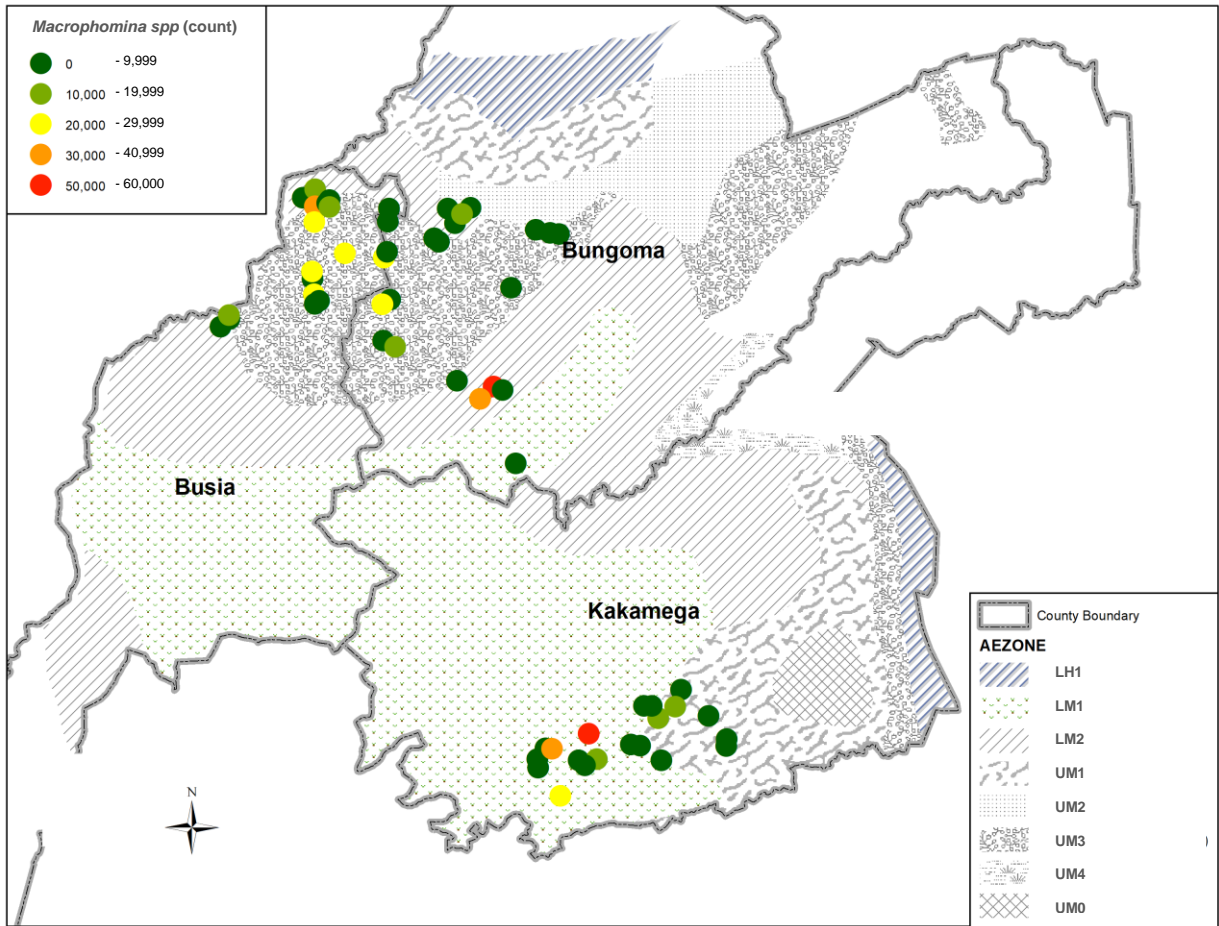 Macrophomina spp (count)
0 - 9,999
10,000 - 19,999
20,000 - 29,999
30,000 - 40,999
50,000 - 60,000
Bungoma
Busia
Kakamega
N
County Boundary
AEZONE
LH1
LM1
LM2
UM1
UM2
UM3
)
UM4
UM0